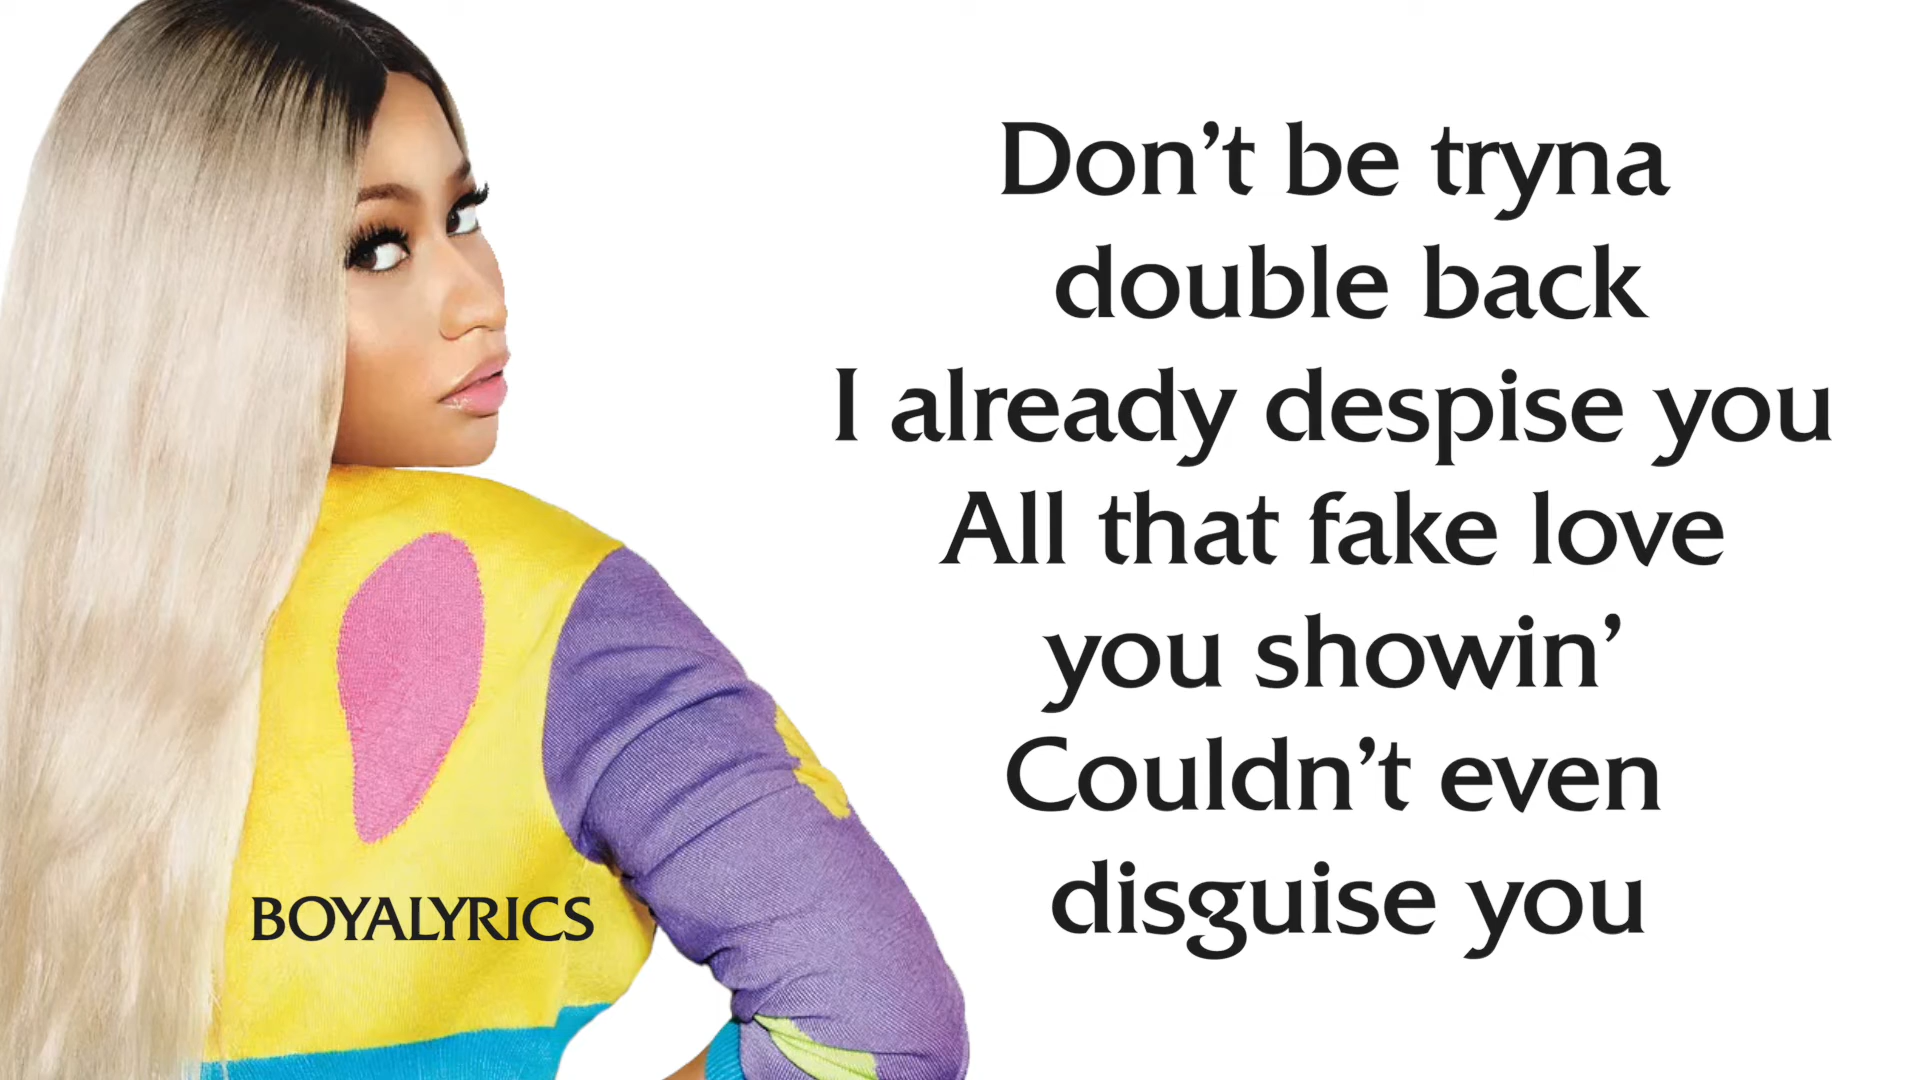 Don’t be tryna
double back
I already despise you
All that fake love
you showin’
Couldn’t even
disguise you
BOYALYRICS